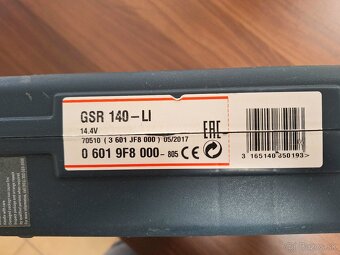 GSR 140-LI
14.4V
70510 ( 3 601 JF8 000 ) 05/2017
0 601 9F8 000-805 CE
EAC
3 165140 850193>